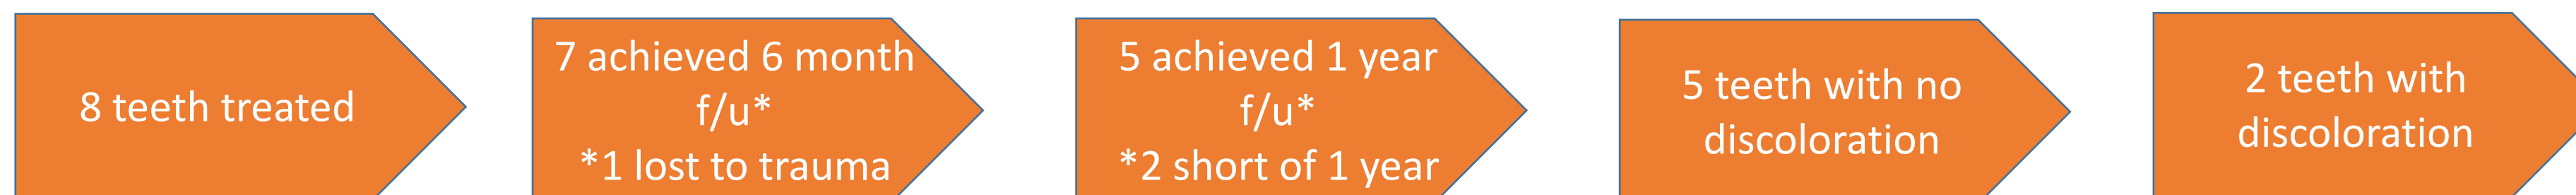 8 teeth treated
7 achieved 6 month
f/u*
*1 lost to trauma
5 achieved 1 year
f/u*
*2 short of 1 year
5 teeth with no
discoloration
2 teeth with
discoloration